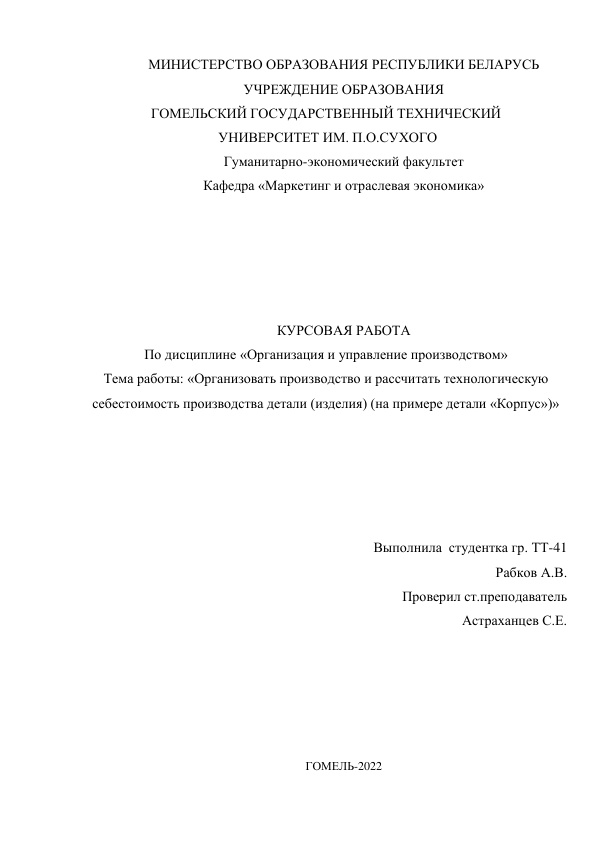 МИНИСТЕРСТВО ОБРАЗОВАНИЯ РЕСПУБЛИКИ БЕЛАРУСЬ
УЧРЕЖДЕНИЕ ОБРАЗОВАНИЯ
ГОМЕЛЬСКИЙ ГОСУДАРСТВЕННЫЙ ТЕХНИЧЕСКИЙ
УНИВЕРСИТЕТ ИМ. П.О.СУХОГО
Гуманитарно-экономический факультет
Кафедра «Маркетинг и отраслевая экономика»
КУРСОВАЯ РАБОТА
По дисциплине «Организация и управление производством»
Тема работы: «Организовать производство и рассчитать технологическую
себестоимость производства детали (изделия) (на примере детали «Корпус»)»
Выполнила студентка гр. ТТ-41
Рабков А.В.
Проверил ст.преподаватель
Астраханцев С.Е.
ГОМЕЛЬ-2022